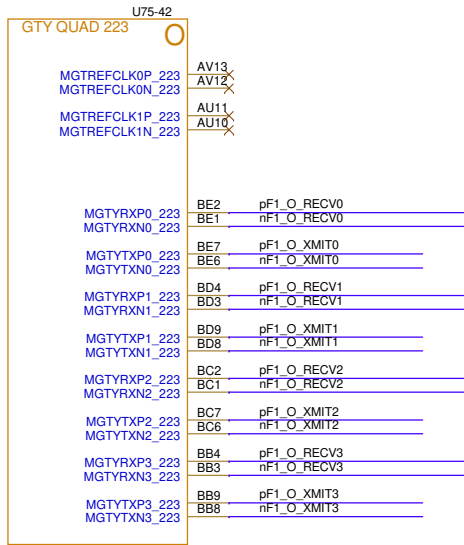 U75-42
GTY QUAD 223
MGTREFCLK0P_223 AV13
MGTREFCLK0N_223 AV12
MGTREFCLK1P_223 AU11
MGTREFCLK1N_223 AU10
MGTYRXP0_223 BE2 pF1_O_RECV0
MGTYRXN0_223 BE1 nF1_O_RECV0
MGTYTXP0_223 BE7 pF1_O_XMIT0
MGTYTXN0_223 BE6 nF1_O_XMIT0
MGTYRXP1_223 BD4 pF1_O_RECV1
MGTYRXN1_223 BD3 nF1_O_RECV1
MGTYTXP1_223 BD9 pF1_O_XMIT1
MGTYTXN1_223 BD8 nF1_O_XMIT1
MGTYRXP2_223 BC2 pF1_O_RECV2
MGTYRXN2_223 BC1 nF1_O_RECV2
MGTYTXP2_223 BC7 pF1_O_XMIT2
MGTYTXN2_223 BC6 nF1_O_XMIT2
MGTYRXP3_223 BB4 pF1_O_RECV3
MGTYRXN3_223 BB3 nF1_O_RECV3
MGTYTXP3_223 BB9 pF1_O_XMIT3
MGTYTXN3_223 BB8 nF1_O_XMIT3